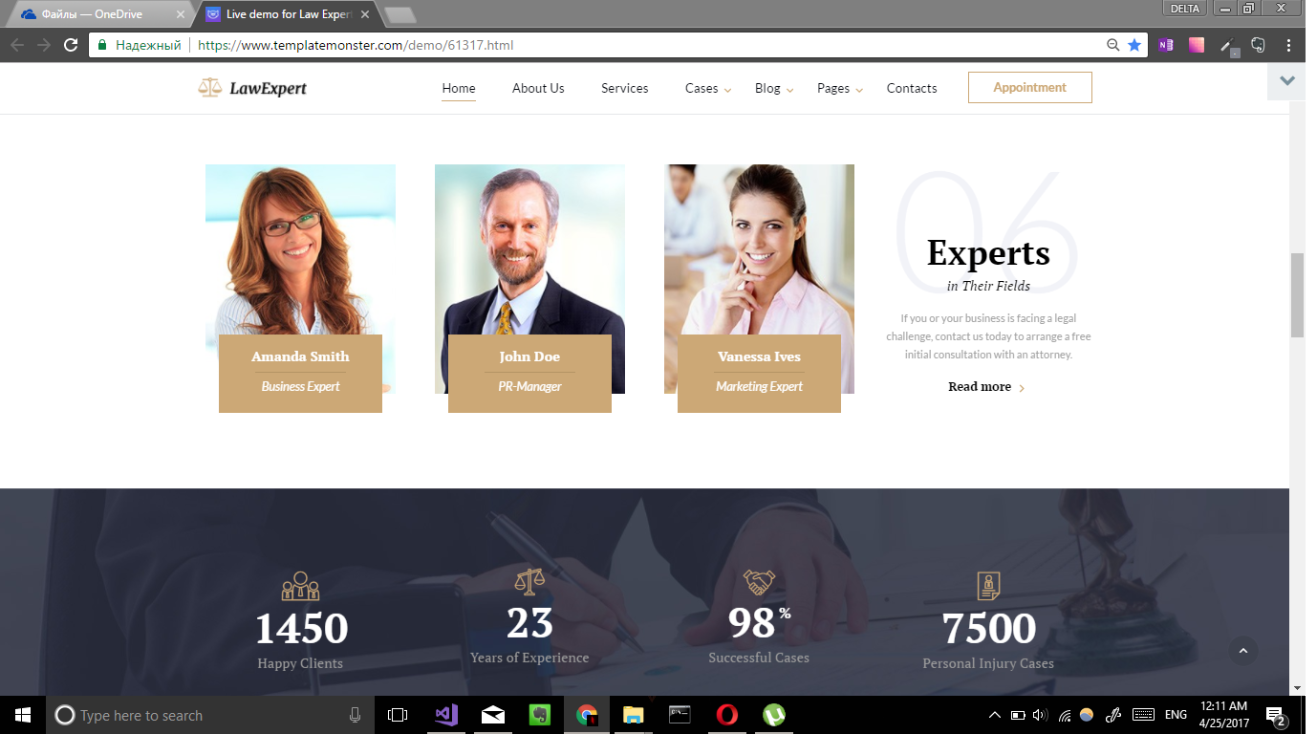 DELTA
Файлы — OneDrive
Live demo for Law Expert
Надежный
https://www.templatemonster.com/demo/61317.html
LawExpert
Home
About Us
Services
Cases
Blog
Pages
Contacts
Appointment
Amanda Smith
Business Expert
John Doe
PR-Manager
Vanessa Ives
Marketing Expert
06
Experts
in Their Fields
If you or your business is facing a legal
challenge, contact us today to arrange a free
initial consultation with an attorney.
Read more
1450
Happy Clients
23
Years of Experience
98%
Successful Cases
7500
Personal Injury Cases
Type here to search
ENG
12:11 AM
4/25/2017
2